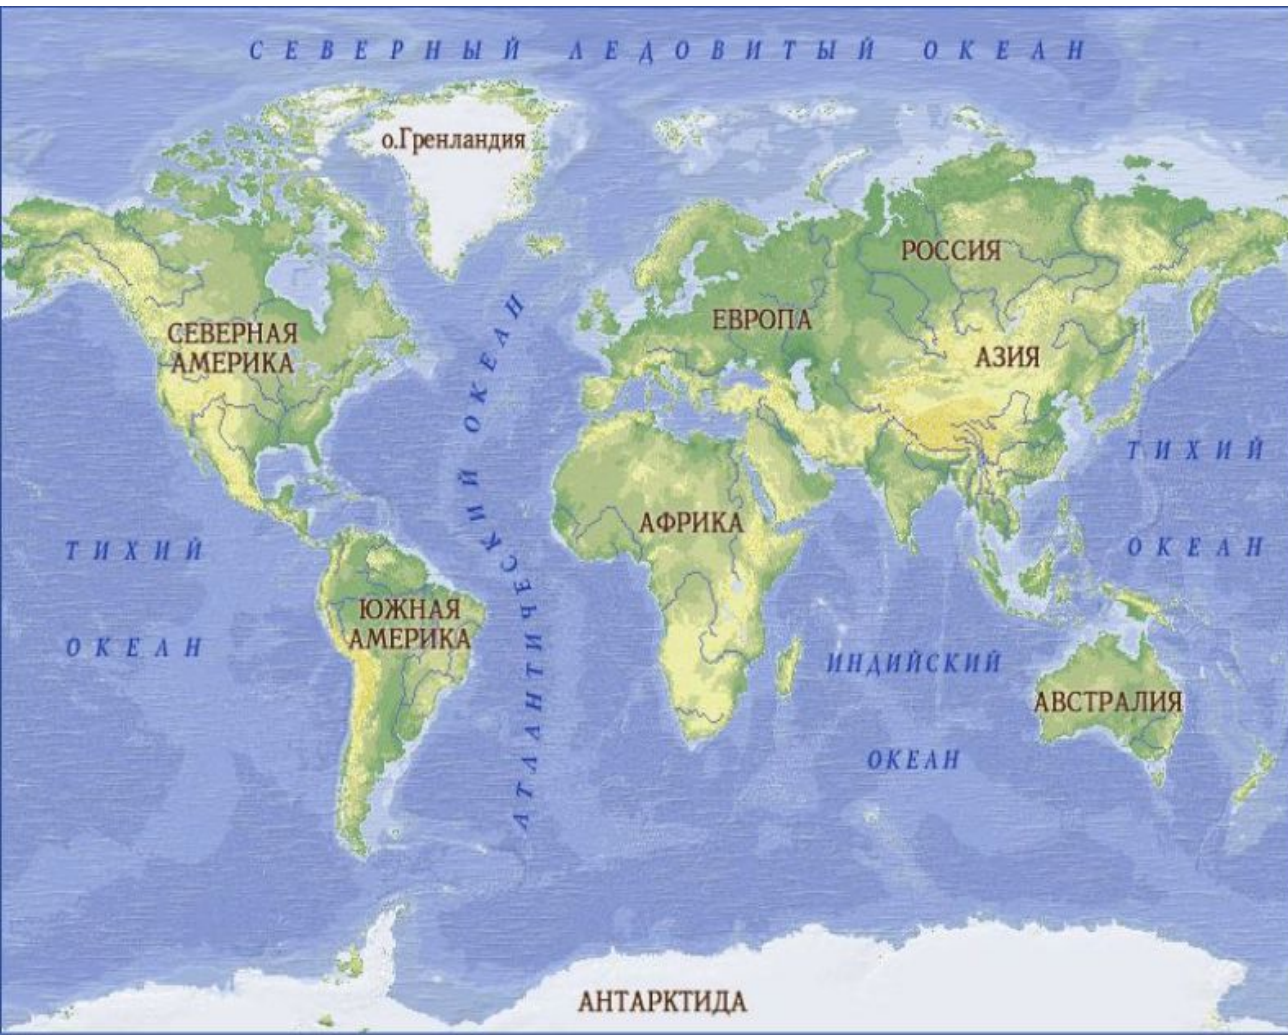 СЕВЕРНЫЙ ЛЕДОВИТЫЙ ОКЕАН
о.Гренландия
РОССИЯ
ЕВРОПА
СЕВЕРНАЯ
АМЕРИКА
АЗИЯ
АТЛАНТИЧЕСКИЙ ОКЕАН
ТИХИЙ
ОКЕАН
АФРИКА
ТИХИЙ
ОКЕАН
ЮЖНАЯ
АМЕРИКА
ИНДИЙСКИЙ
ОКЕАН
АВСТРАЛИЯ
АНТАРКТИДА